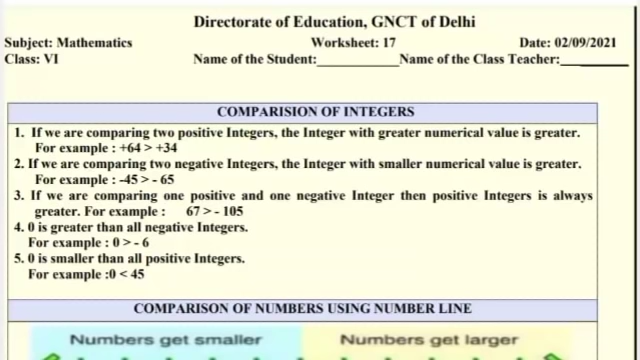 Directorate of Education, GNCT of Delhi
Subject: Mathematics Worksheet: 17 Date: 02/09/2021
Class: VI Name of the Student:__________ Name of the Class Teacher:__________
COMPARISION OF INTEGERS
1. If we are comparing two positive Integers, the Integer with greater numerical value is greater.
For example : +64 > +34
2. If we are comparing two negative Integers, the Integer with smaller numerical value is greater.
For example : -45 > - 65
3. If we are comparing one positive and one negative Integer then positive Integers is always
greater. For example : 67 > - 105
4. 0 is greater than all negative Integers.
For example : 0 > - 6
5. 0 is smaller than all positive Integers.
For example :0 < 45
COMPARISON OF NUMBERS USING NUMBER LINE
Numbers get smaller Numbers get larger